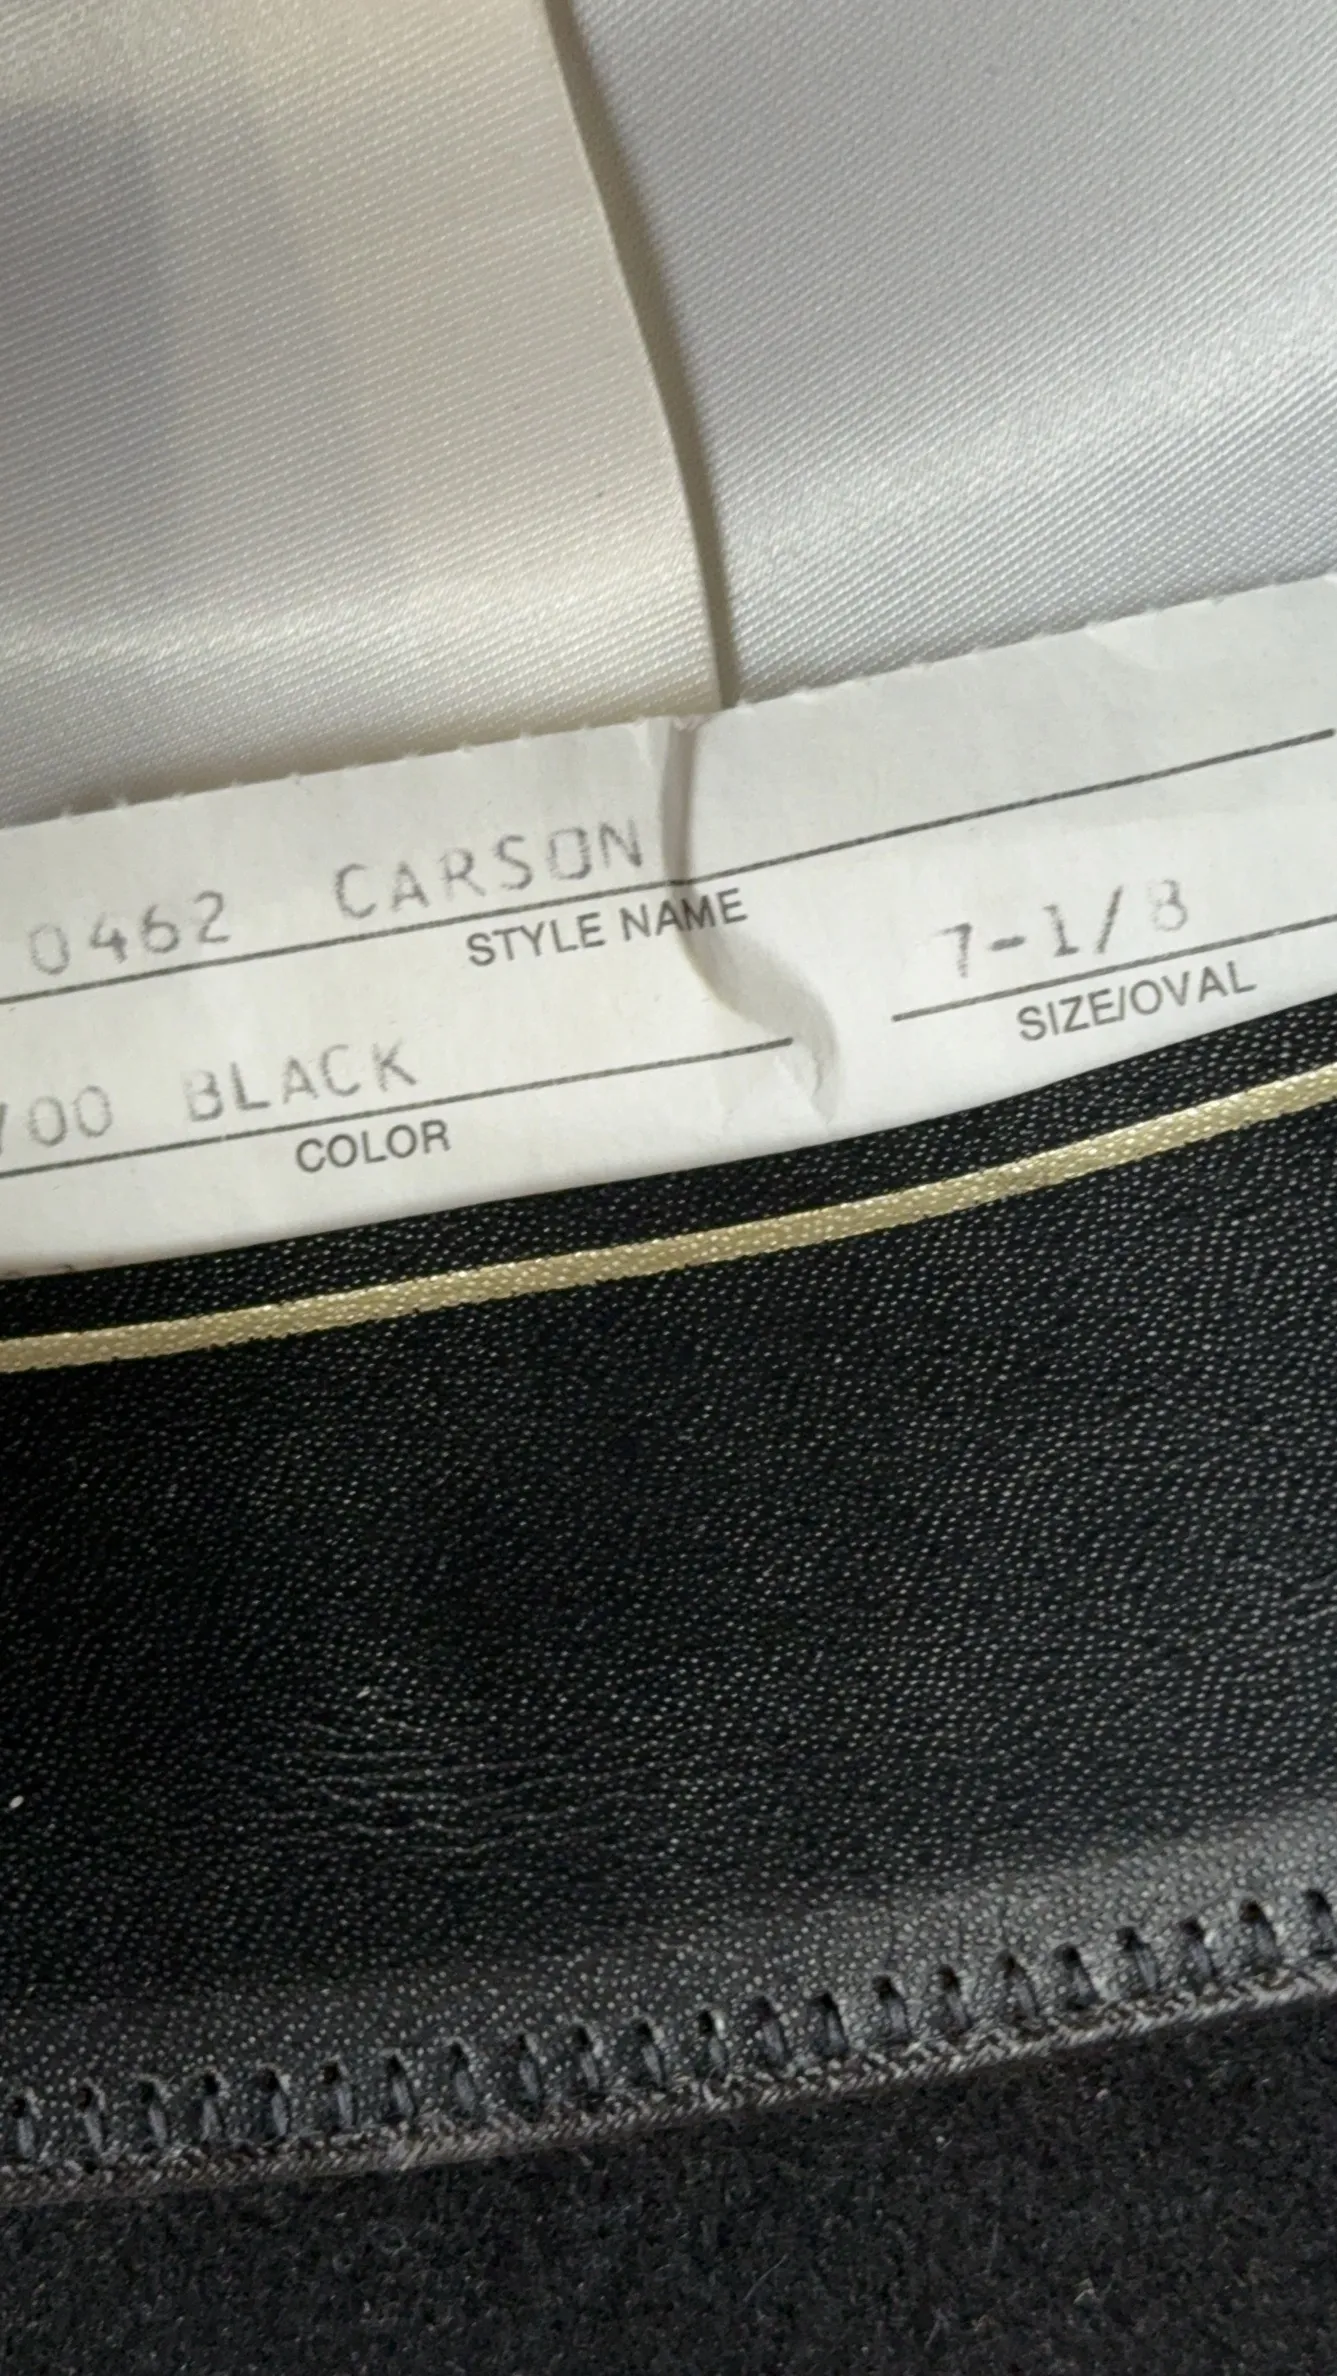 0462 CARSON
STYLE NAME
7-1/8
SIZE/OVAL
00 BLACK
COLOR